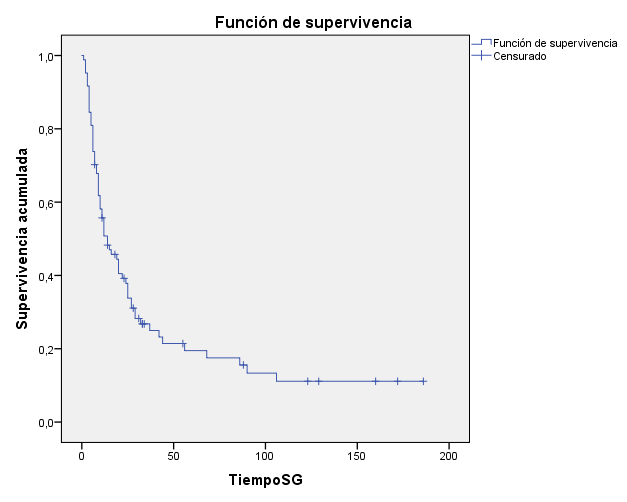 Función de supervivencia
Función de supervivencia
Censurado
Supervivencia acumulada
1,0
0,8
0,6
0,4
0,2
0,0
0 50 100 150 200
TiempoSG